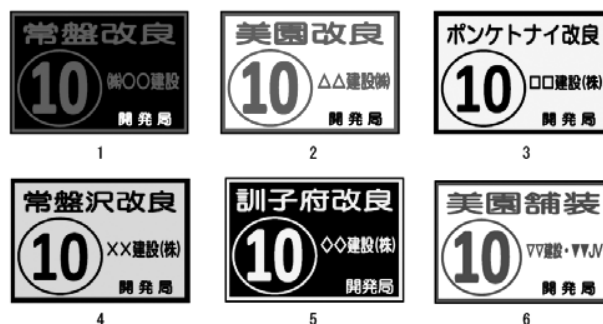 常盤改良
10
㈱〇〇建設
開発局
1
美園改良
10
△△建設㈱
開発局
2
ポンケトナイ改良
10
□□建設(株)
開発局
3
常盤沢改良
10
××建設(株)
開発局
4
訓子府改良
10
◇◇建設(株)
開発局
5
美園舗装
10
▽▽建設・▼▼JV
開発局
6